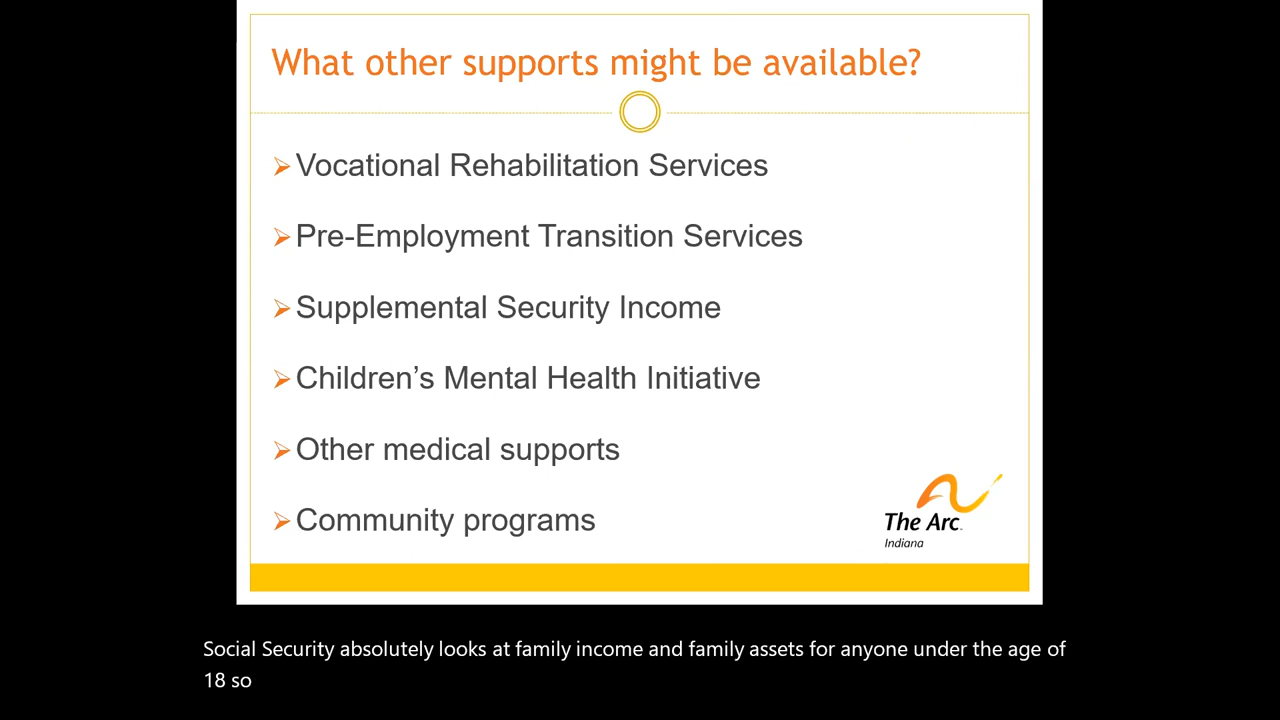 What other supports might be available?
Vocational Rehabilitation Services
Pre-Employment Transition Services
Supplemental Security Income
Children’s Mental Health Initiative
Other medical supports
Community programs
The Arc
Indiana
Social Security absolutely looks at family income and family assets for anyone under the age of
18 so